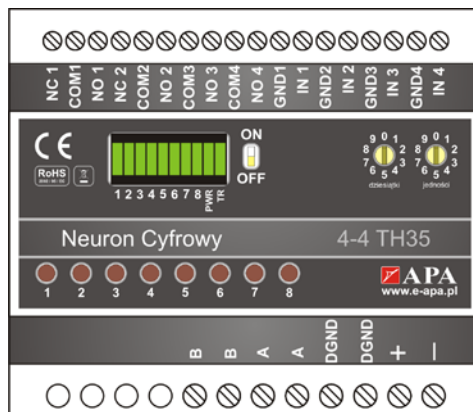 NC 1 COM1 NO 1 NC 2 COM2 NO 2 COM3 NO 3 COM4 NO 4 GND1 IN 1 GND2 IN 2 GND3 IN 3 GND4 IN 4
CE
RoHS
1 2 3 4 5 6 7 8 PWR TR
ON
OFF
0 1 2 3 4 5 6 7 8 9
dziesiątki
0 1 2 3 4 5 6 7 8 9
jedności
Neuron Cyfrowy
4-4 TH35
1 2 3 4 5 6 7 8
APA
www.e-apa.pl
B B A A DGND DGND + −